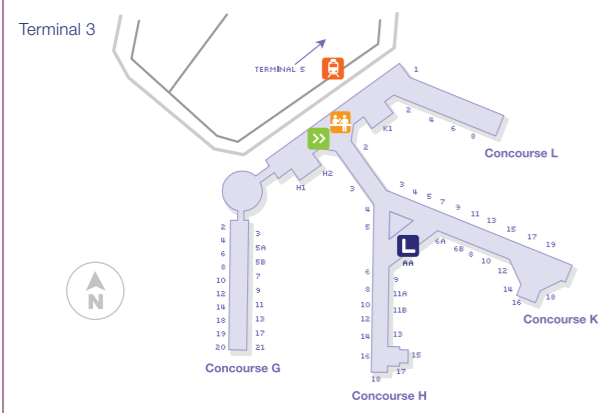 Terminal 3
TERMINAL 5
1
2
4
6
8
K1
Concourse L
2
3
H1
H2
3
4
5
7
9
11
13
15
17
19
4
5
6A
6B
8
10
12
14
16
18
Concourse K
L
AA
2
4
6
8
10
12
14
18
19
20
3
5A
5B
7
9
11
13
17
21
Concourse G
6
8
10
12
14
16
18
9
11A
11B
13
15
17
Concourse H
N